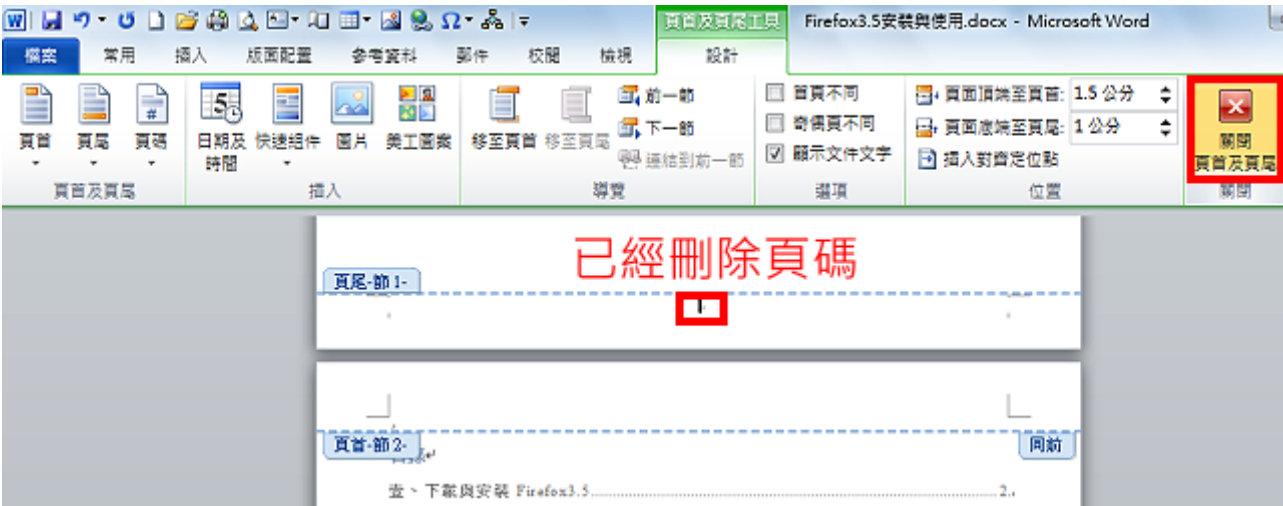 頁首及頁尾工具 Firefox3.5安裝與使用.docx - Microsoft Word
檔案 常用 插入 版面配置 參考資料 郵件 校閱 檢視 設計
頁首 頁尾 頁碼 日期及時間 快速組件 圖片 美工圖案 移至頁首 移至頁尾
前一節
下一節
連結到前一節
首頁不同
奇偶頁不同
顯示文件文字
頁面頂端至頁首: 1.5 公分
頁面底端至頁尾: 1 公分
插入對齊定位點
關閉
頁首及頁尾
頁首及頁尾 插入 導覽 選項 位置 關閉
已經刪除頁碼
頁尾-節 1-
頁首-節 2-
同前
壹、下載與安裝 Firefox3.5 2